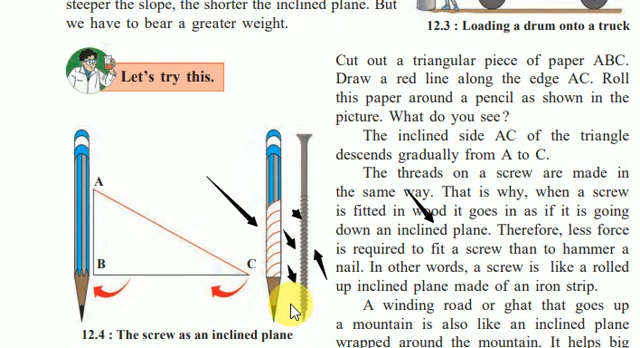 steeper the slope, the shorter the inclined plane. But
we have to bear a greater weight.
12.3 : Loading a drum onto a truck
Let's try this.
A
B
C
12.4 : The screw as an inclined plane
Cut out a triangular piece of paper ABC.
Draw a red line along the edge AC. Roll
this paper around a pencil as shown in the
picture. What do you see?
The inclined side AC of the triangle
descends gradually from A to C.
The threads on a screw are made in
the same way. That is why, when a screw
is fitted in wood it goes in as if it is going
down an inclined plane. Therefore, less force
is required to fit a screw than to hammer a
nail. In other words, a screw is like a rolled
up inclined plane made of an iron strip.
A winding road or ghat that goes up
a mountain is also like an inclined plane
wrapped around the mountain. It helps big